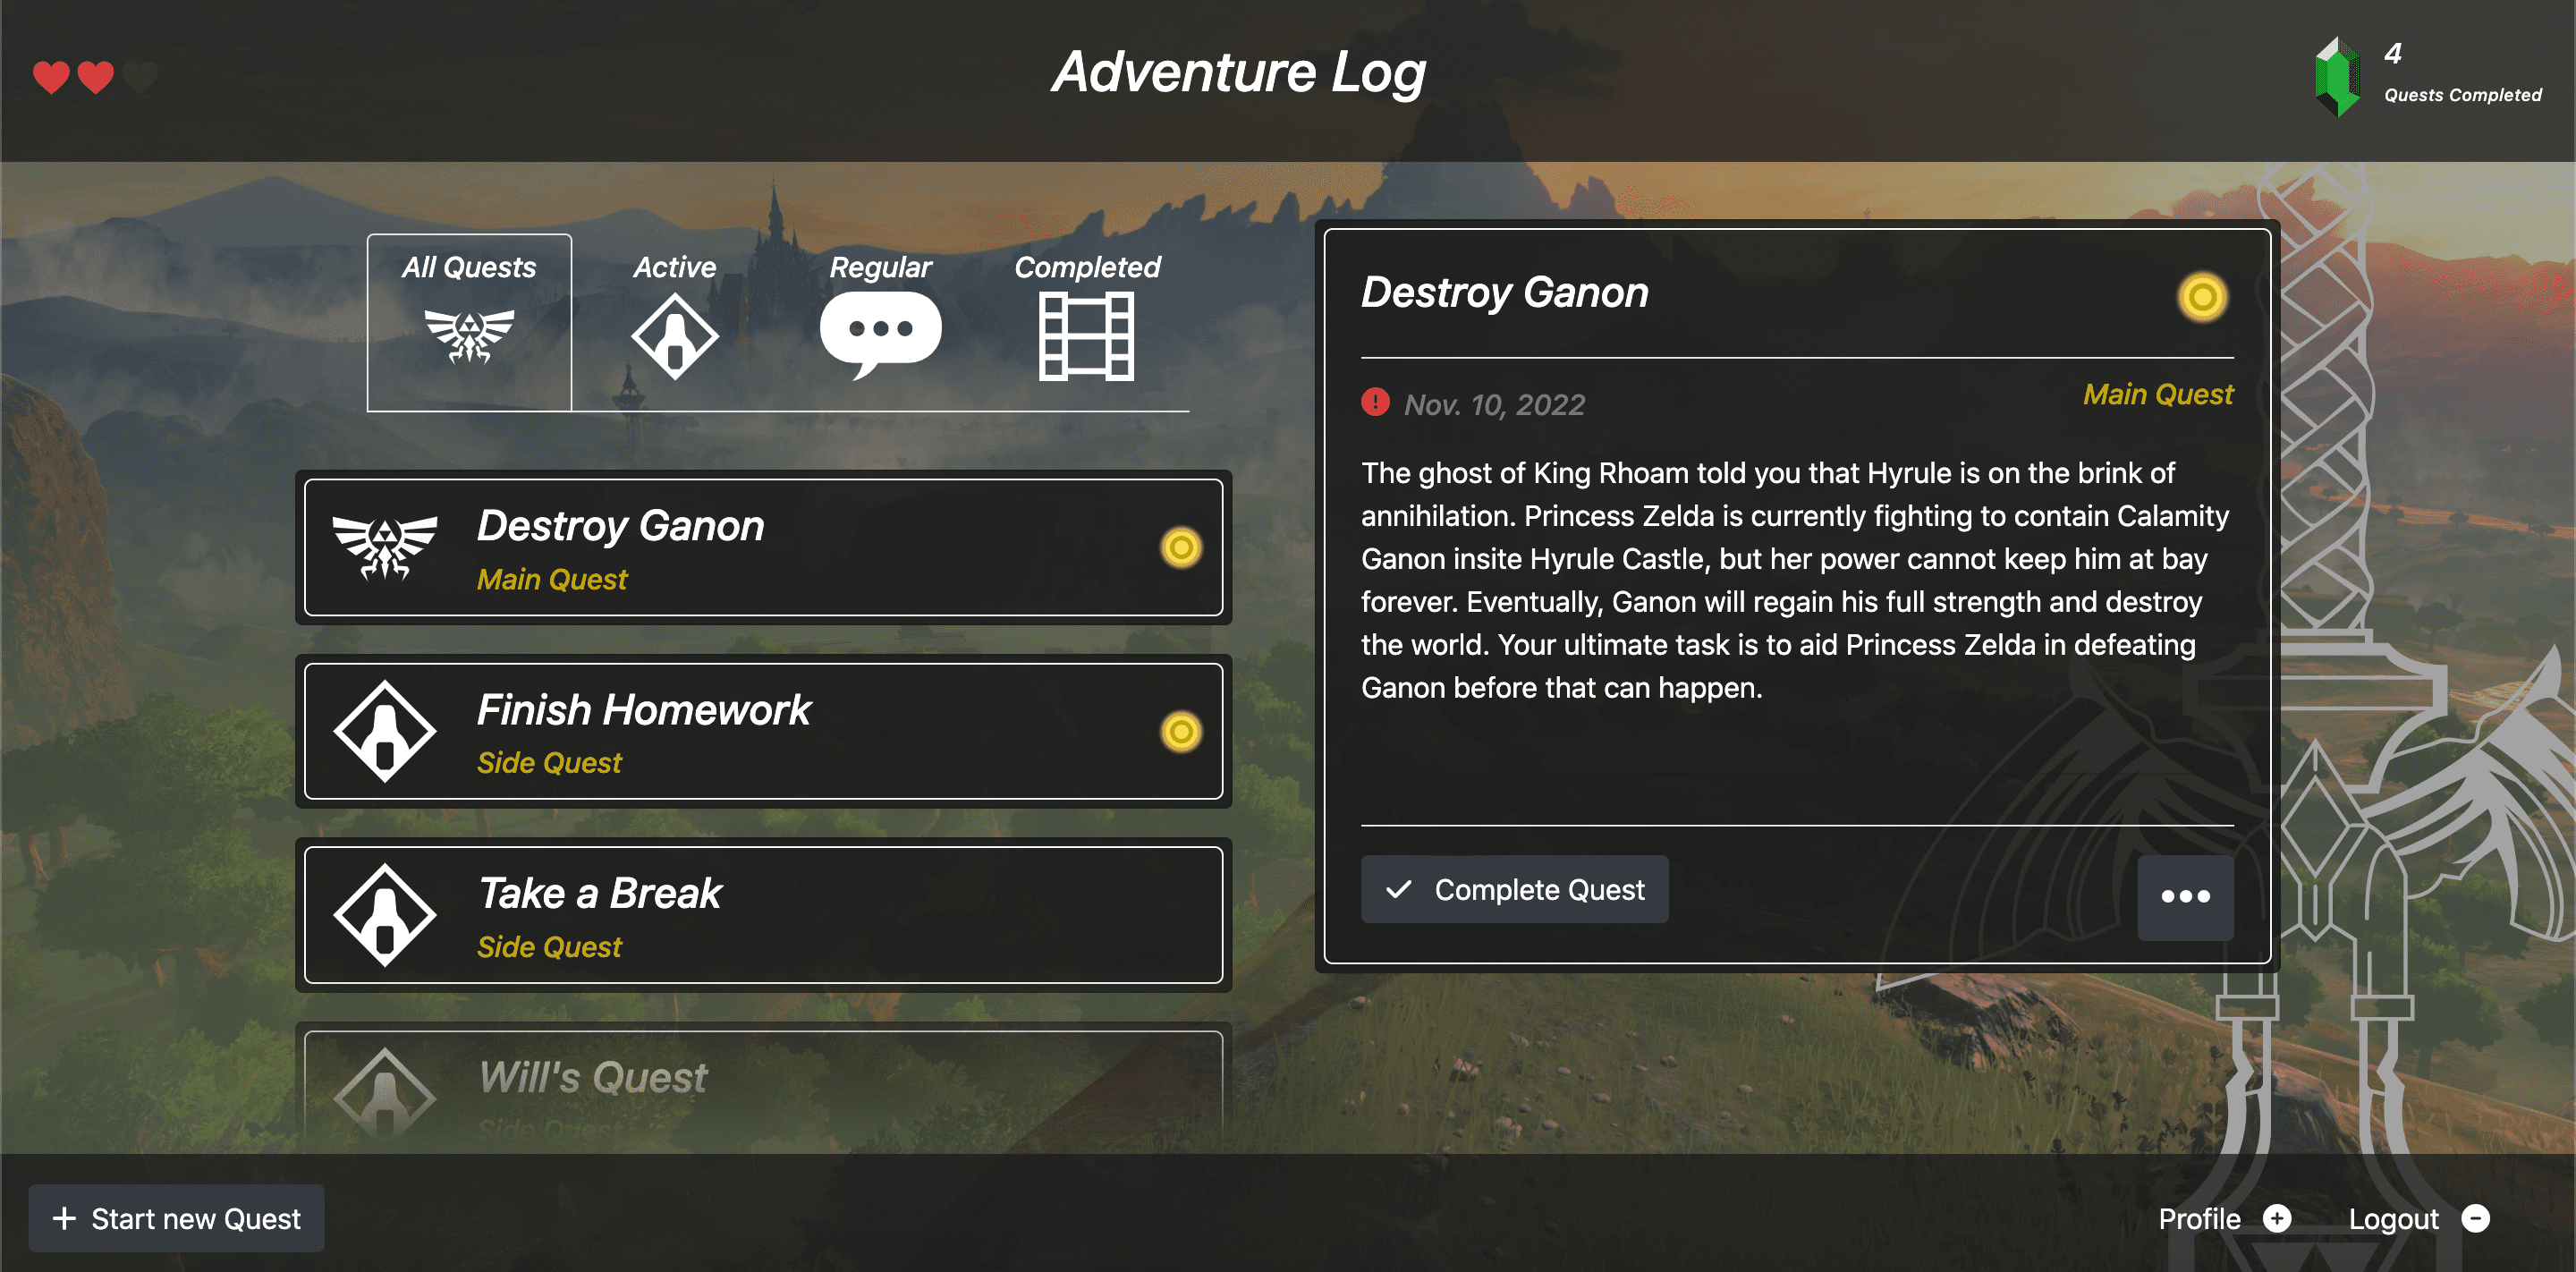 Adventure Log
4
Quests Completed
All Quests
Active
Regular
Completed
Destroy Ganon
Main Quest
Finish Homework
Side Quest
Take a Break
Side Quest
Will's Quest
Side Quest
Destroy Ganon
Nov. 10, 2022
Main Quest
The ghost of King Rhoam told you that Hyrule is on the brink of
annihilation. Princess Zelda is currently fighting to contain Calamity
Ganon insite Hyrule Castle, but her power cannot keep him at bay
forever. Eventually, Ganon will regain his full strength and destroy
the world. Your ultimate task is to aid Princess Zelda in defeating
Ganon before that can happen.
Complete Quest
Start new Quest
Profile
Logout